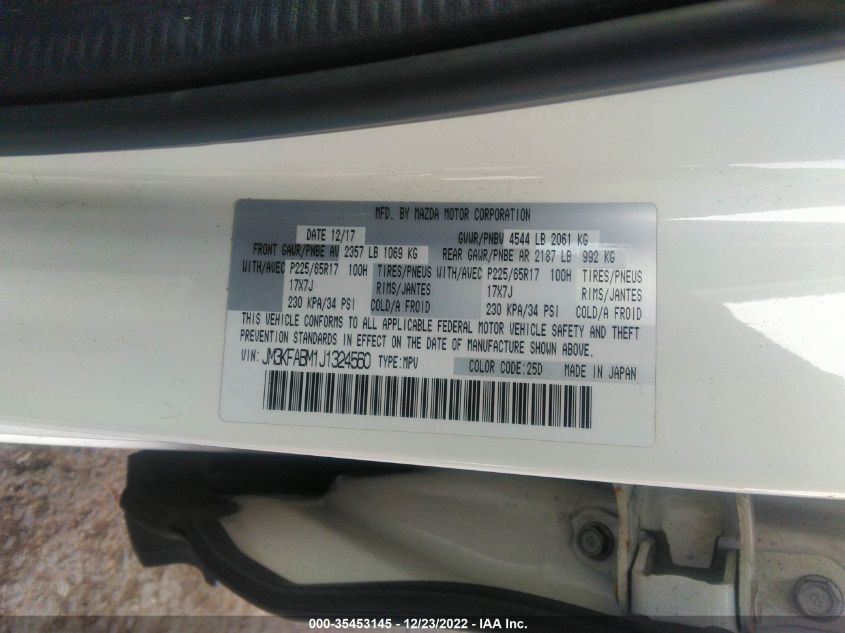 MFD. BY MAZDA MOTOR CORPORATION
DATE 12/17 GVWR/PNBV 4544 LB 2061 KG
FRONT GAWR/PNBE AV 2357 LB 1069 KG REAR GAWR/PNBE AR 2187 LB 992 KG
WITH/AVEC P225/65R17 100H TIRES/PNEUS WITH/AVEC P225/65R17 100H TIRES/PNEUS
17X7J RIMS/JANTES 17X7J RIMS/JANTES
230 KPA/34 PSI COLD/A FROID 230 KPA/34 PSI COLD/A FROID
THIS VEHICLE CONFORMS TO ALL APPLICABLE FEDERAL MOTOR VEHICLE SAFETY AND THEFT
PREVENTION STANDARDS IN EFFECT ON THE DATE OF MANUFACTURE SHOWN ABOVE.
VIN: JM3KFABM1J1324560 TYPE:MPV COLOR CODE:25D MADE IN JAPAN
000-35453145 - 12/23/2022 - IAA Inc.